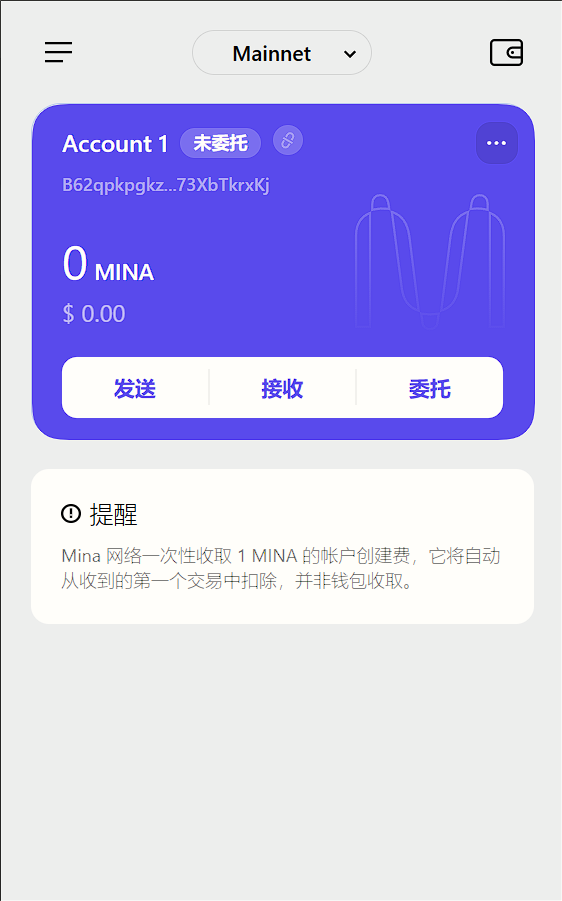 Mainnet
Account 1 未委托
B62qpkpgkz...73XbTkrxKj
0 MINA
$ 0.00
发送 接收 委托
提醒
Mina 网络一次性收取 1 MINA 的帐户创建费，它将自动
从收到的第一个交易中扣除，并非钱包收取。